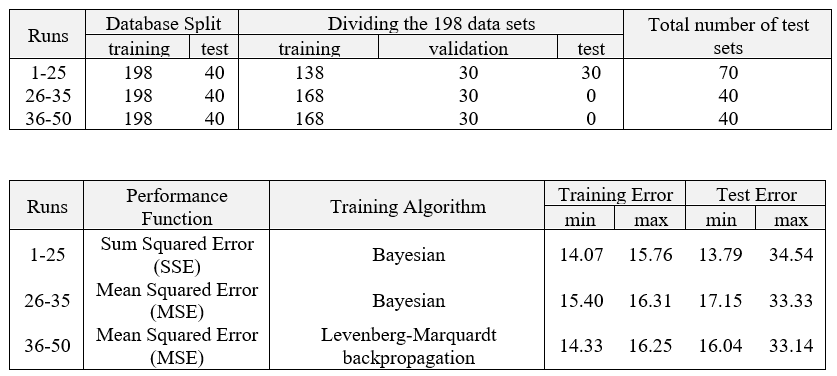 Runs Database Split Dividing the 198 data sets Total number of test sets
training test training validation test
1-25 198 40 138 30 30 70
26-35 198 40 168 30 0 40
36-50 198 40 168 30 0 40
Runs Performance Function Training Algorithm Training Error Test Error
min max min max
1-25 Sum Squared Error (SSE) Bayesian 14.07 15.76 13.79 34.54
26-35 Mean Squared Error (MSE) Bayesian 15.40 16.31 17.15 33.33
36-50 Mean Squared Error (MSE) Levenberg-Marquardt backpropagation 14.33 16.25 16.04 33.14